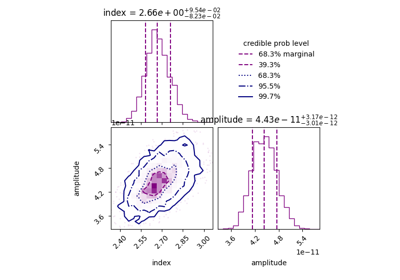 index = 2.66e+00 +9.54e-02 -8.23e-02
credible prob level
68.3% marginal
39.3%
68.3%
95.5%
99.7%
1e-11
amplitude = 4.43e-11 +3.17e-12 -3.01e-12
5.4
4.8
4.2
3.6
amplitude
2.40 2.55 2.70 2.85 3.00
index
3.6 4.2 4.8 5.4
1e-11
amplitude